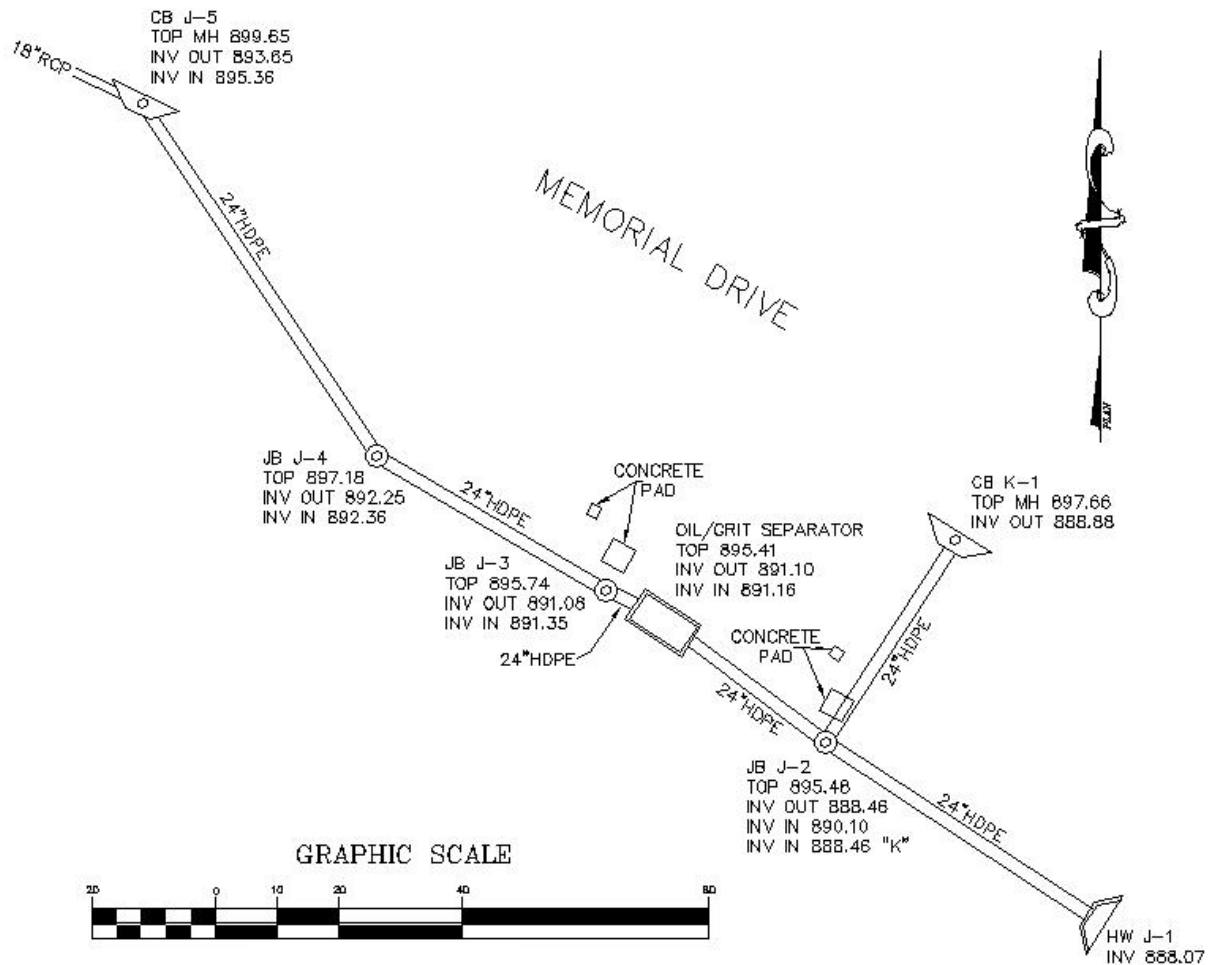 CB J-5
TOP MH 899.65
INV OUT 893.65
INV IN 895.36
18"RCP
24"HDPE
MEMORIAL DRIVE
JB J-4
TOP 897.18
INV OUT 892.25
INV IN 892.36
24"HDPE
CONCRETE
PAD
CB K-1
TOP MH 897.66
INV OUT 888.88
OIL/GRIT SEPARATOR
TOP 895.41
INV OUT 891.10
INV IN 891.16
JB J-3
TOP 895.74
INV OUT 891.08
INV IN 891.35
24"HDPE
CONCRETE
PAD
24"HDPE
24"HDPE
JB J-2
TOP 895.48
INV OUT 888.46
INV IN 890.10
INV IN 888.46 "K"
24"HDPE
GRAPHIC SCALE
20 0 10 20 40 80
HW J-1
INV 888.07